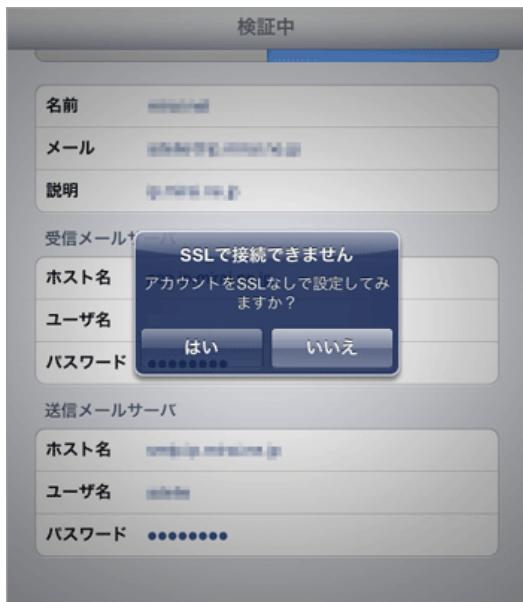 検証中
名前
メール
説明
受信メールサーバ
SSLで接続できません
アカウントをSSLなしで設定してみ
ますか？
はい
いいえ
ホスト名
ユーザ名
パスワード ●●●●●●●●
送信メールサーバ
ホスト名
ユーザ名
パスワード ●●●●●●●●